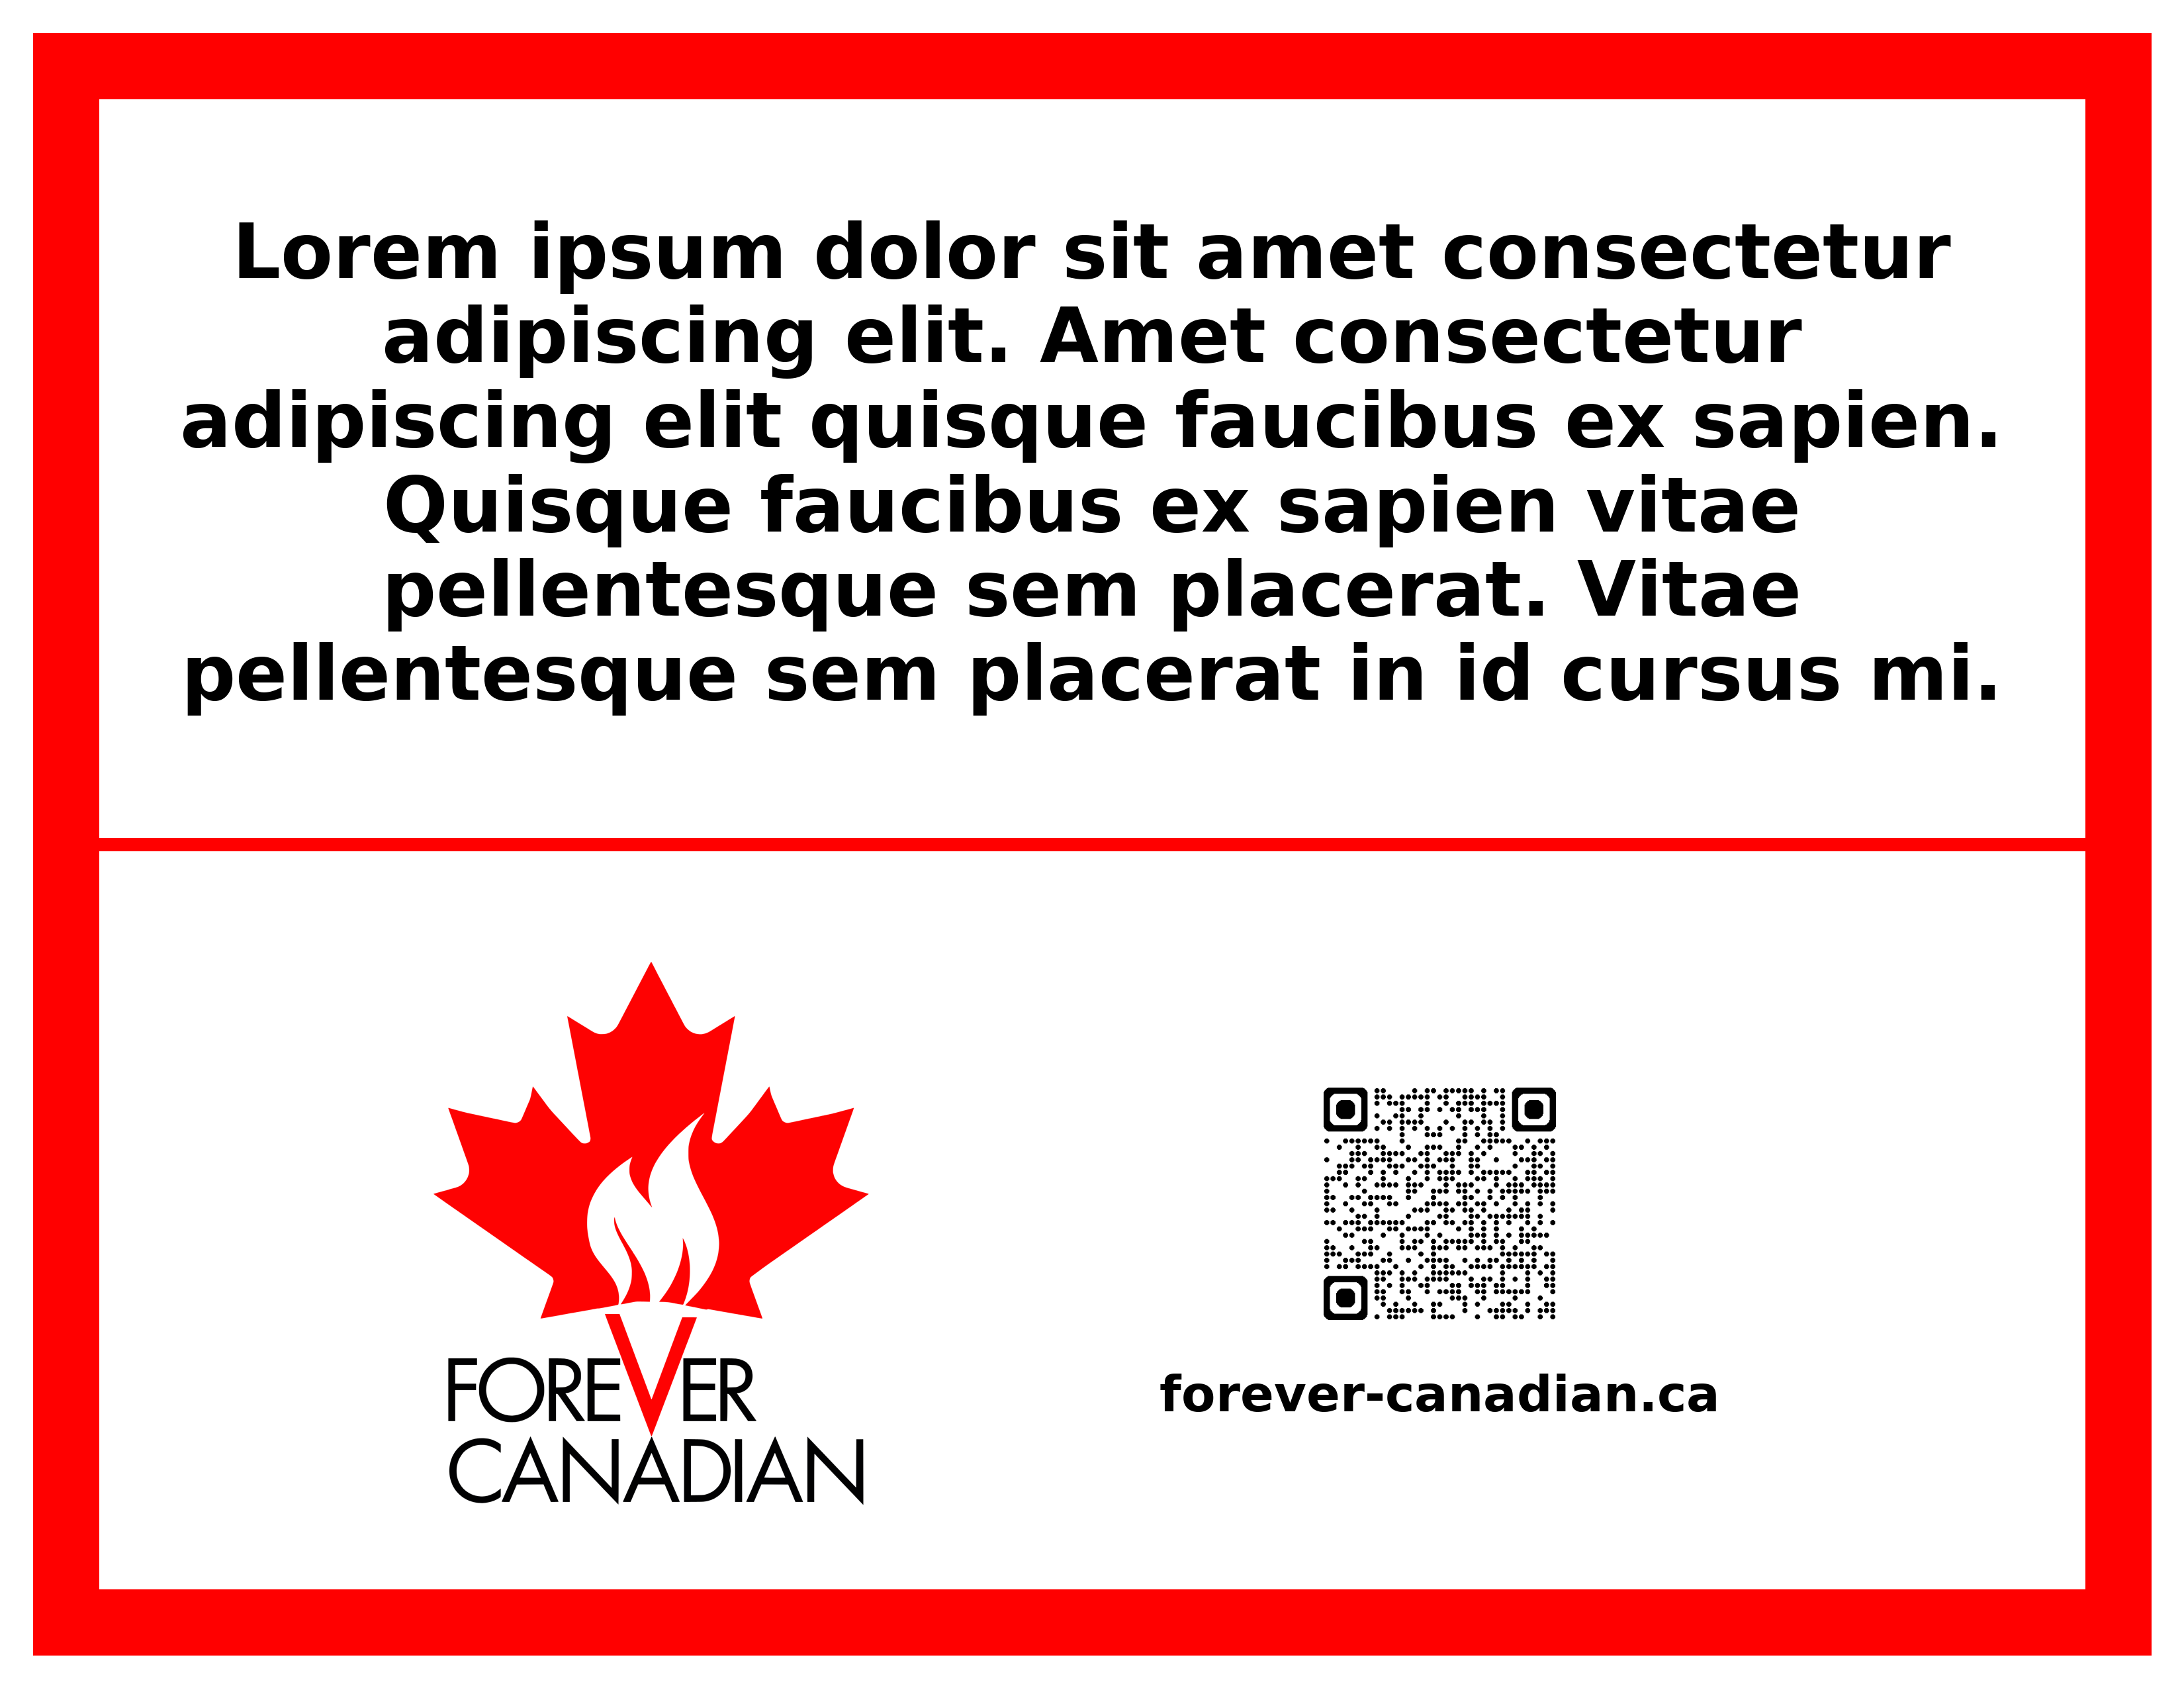 Lorem ipsum dolor sit amet consectetur
adipiscing elit. Amet consectetur
adipiscing elit quisque faucibus ex sapien.
Quisque faucibus ex sapien vitae
pellentesque sem placerat. Vitae
pellentesque sem placerat in id cursus mi.
FOREVER
CANADIAN
forever-canadian.ca